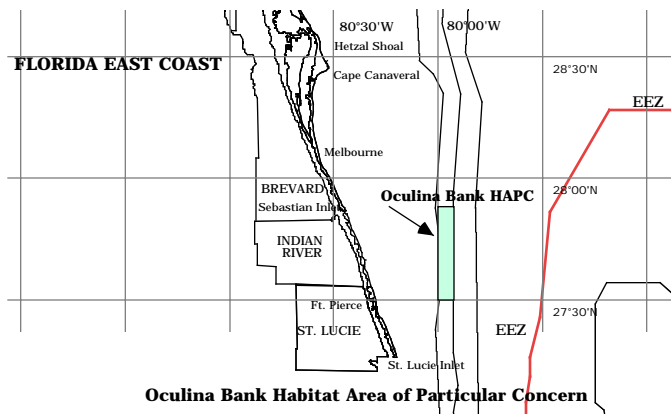 80°30'W
80°00'W
Hetzal Shoal
FLORIDA EAST COAST
28°30'N
Cape Canaveral
EEZ
Melbourne
28°00'N
BREVARD
Oculina Bank HAPC
Sebastian Inlet
INDIAN
RIVER
27°30'N
Ft. Pierce
ST. LUCIE
EEZ
St. Lucie Inlet
Oculina Bank Habitat Area of Particular Concern